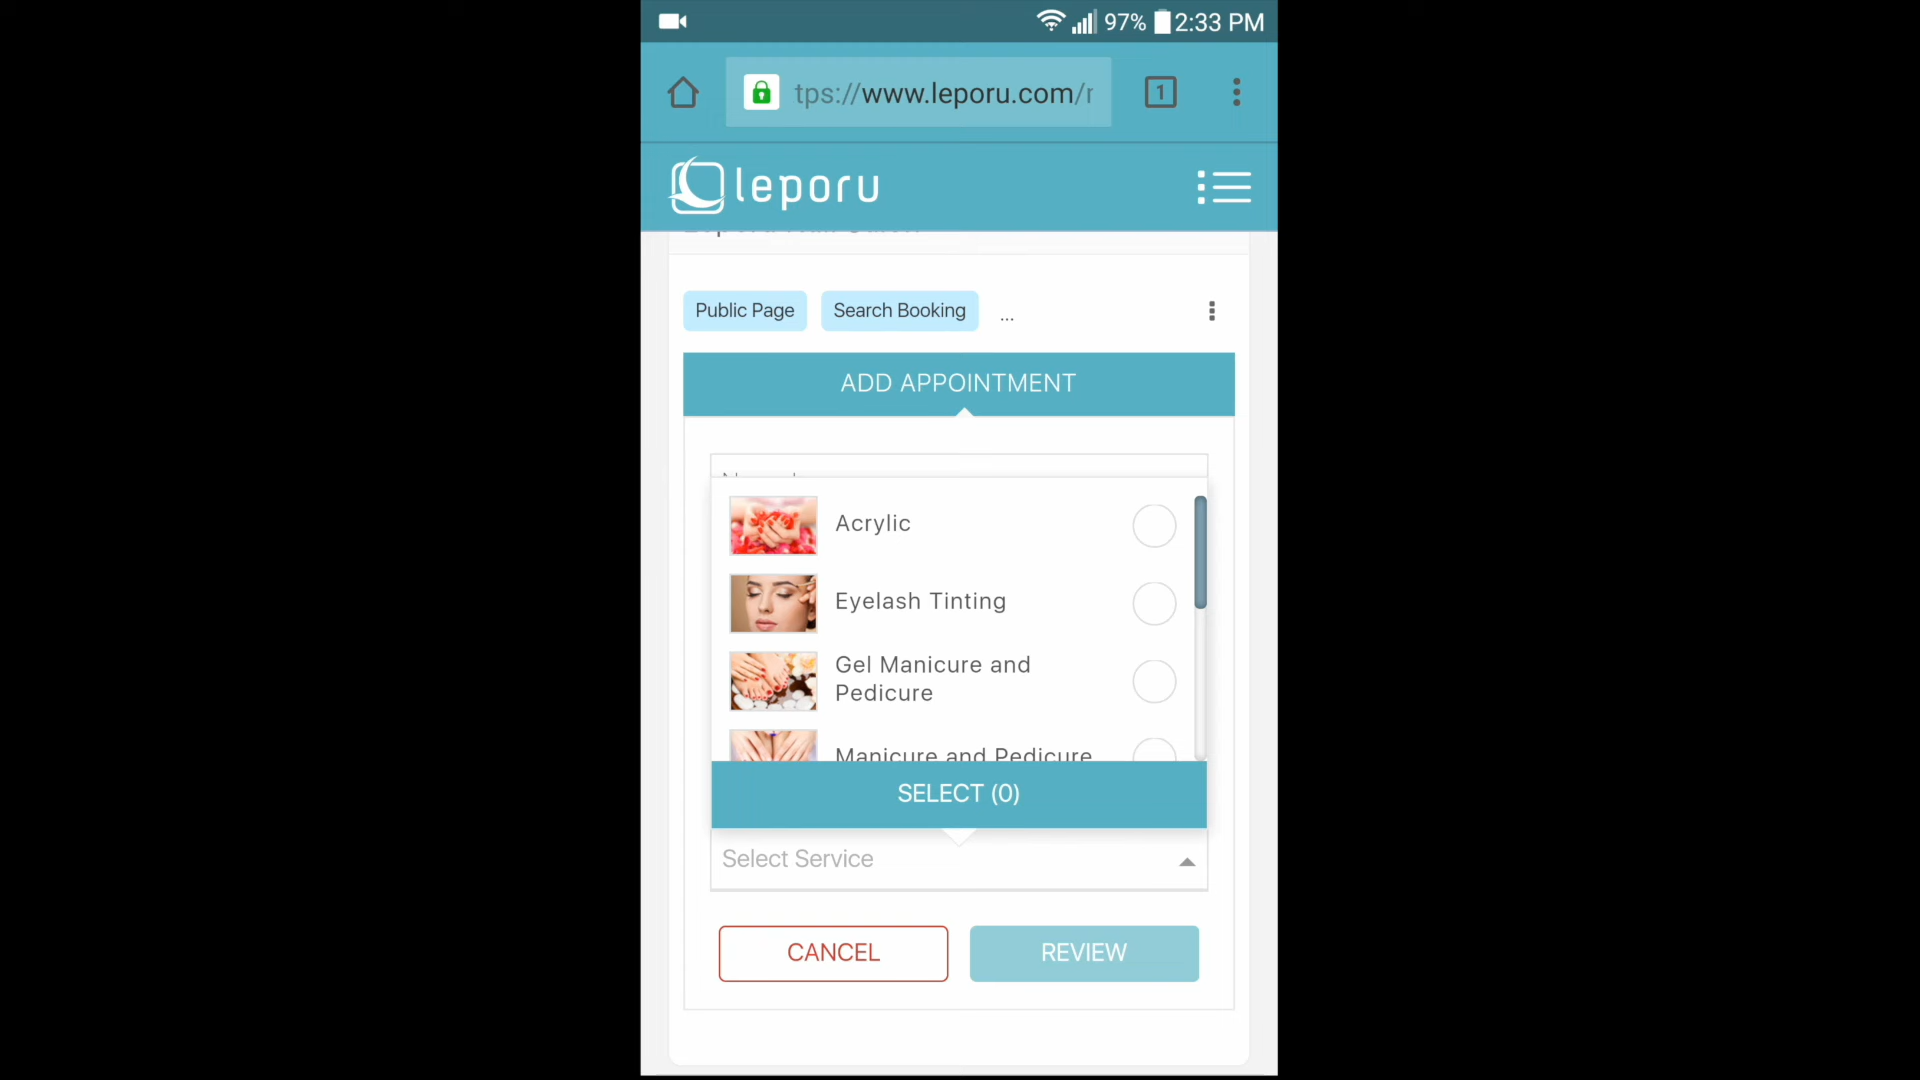 97% 2:33 PM
tps://www.leporu.com/r
1
leporu
Public Page
Search Booking
...
ADD APPOINTMENT
Acrylic
Eyelash Tinting
Gel Manicure and
Pedicure
Manicure and Pedicure
SELECT (0)
Select Service
CANCEL
REVIEW